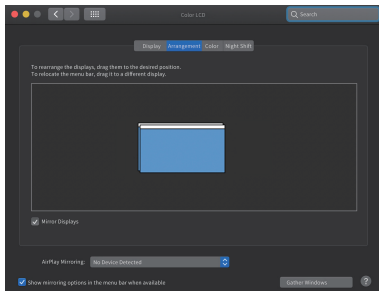 Color LCD
Search
Display Arrangement Color Night Shift
To rearrange the displays, drag them to the desired position.
To relocate the menu bar, drag it to a different display.
Mirror Displays
AirPlay Mirroring: No Device Detected
Show mirroring options in the menu bar when available
Gather Windows ?